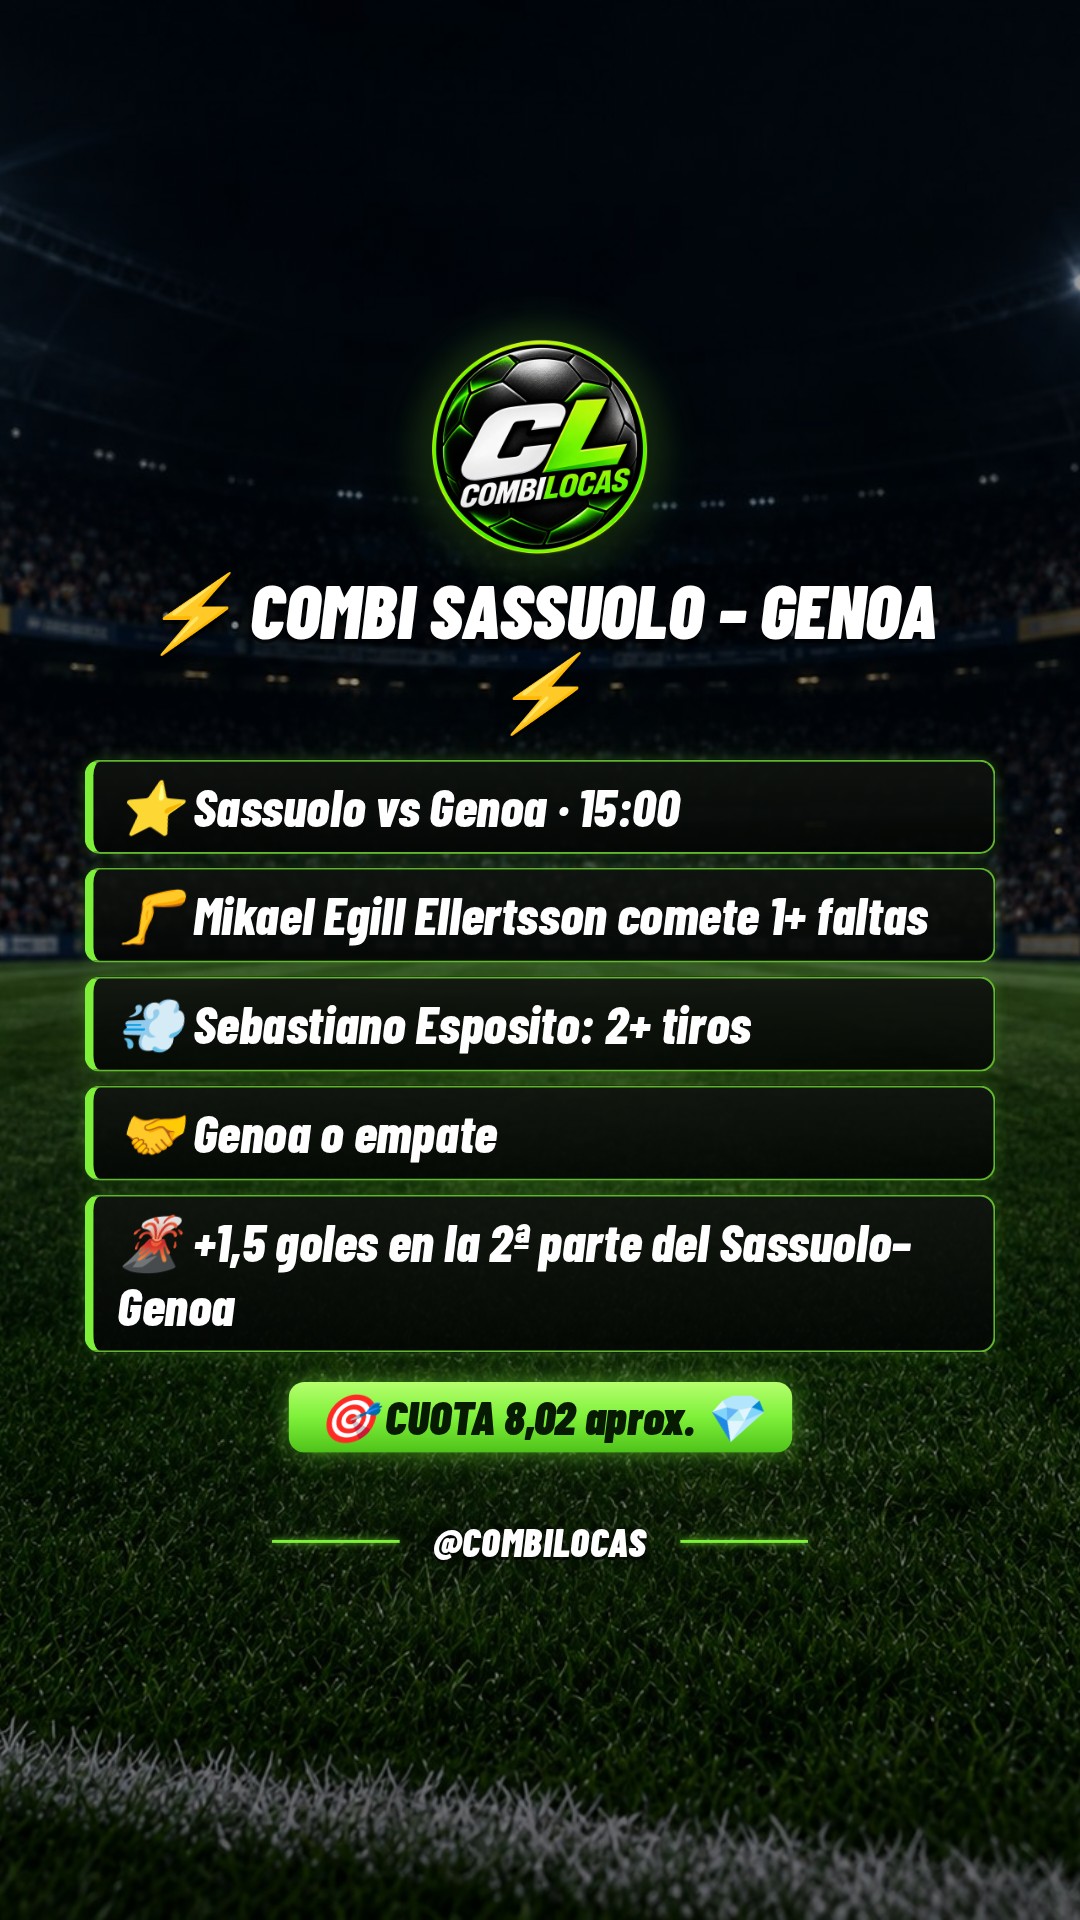 CL
COMBILOCAS
⚡ COMBI SASSUOLO - GENOA
⚡
⭐ Sassuolo vs Genoa · 15:00
🦵 Mikael Egill Ellertsson comete 1+ faltas
💨 Sebastiano Esposito: 2+ tiros
🤝 Genoa o empate
🌋 +1,5 goles en la 2ª parte del Sassuolo-
Genoa
🎯 CUOTA 8,02 aprox. 💎
@COMBILOCAS